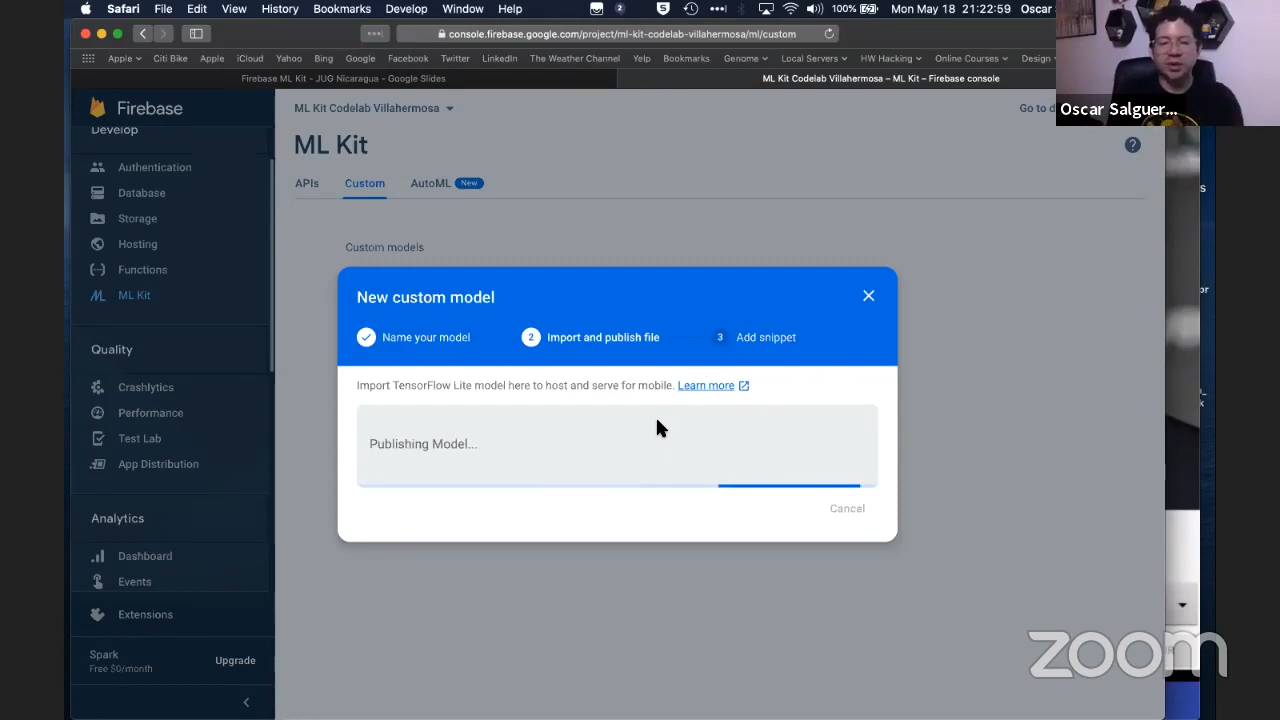 Safari File Edit View History Bookmarks Develop Window Help 2 100% Mon May 18 21:22:59 Oscar
console.firebase.google.com/project/ml-kit-codelab-villahermosa/ml/custom
Apple Citi Bike Apple iCloud Yahoo Bing Google Facebook Twitter LinkedIn The Weather Channel Yelp Bookmarks Genome Local Servers HW Hacking Online Courses Design
Firebase ML Kit - JUG Nicaragua - Google Slides
ML Kit Codelab Villahermosa – ML Kit – Firebase console
Oscar Salguer...
Firebase
ML Kit Codelab Villahermosa
Go to d
Develop
Authentication
Database
Storage
Hosting
Functions
ML Kit
Quality
Crashlytics
Performance
Test Lab
App Distribution
Analytics
Dashboard
Events
Extensions
Spark
Free $0/month
Upgrade
ML Kit
?
APIs Custom AutoML New
Custom models
New custom model
Name your model
2 Import and publish file
3 Add snippet
Import TensorFlow Lite model here to host and serve for mobile. Learn more
Publishing Model...
Cancel
zoom